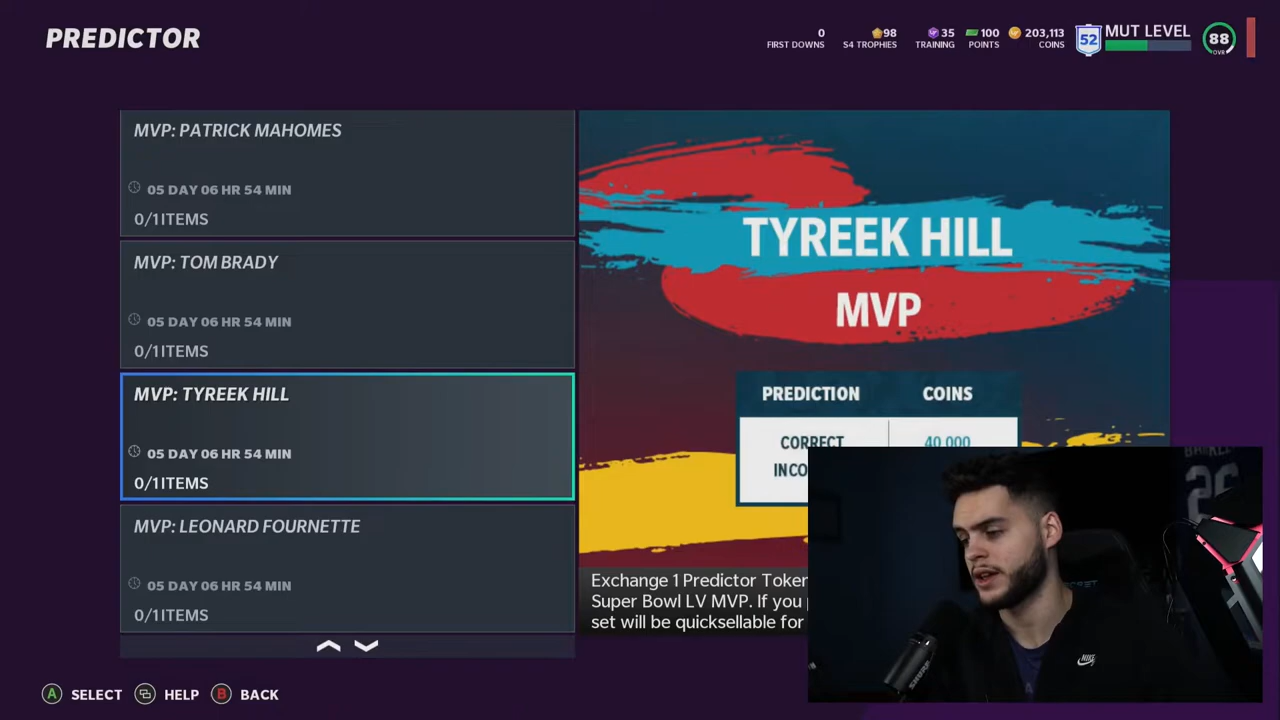 PREDICTOR
0
FIRST DOWNS
98
S4 TROPHIES
35
TRAINING
100
POINTS
203,113
COINS
52
MUT LEVEL
88
OVR
MVP: PATRICK MAHOMES
05 DAY 06 HR 54 MIN
0/1ITEMS
MVP: TOM BRADY
05 DAY 06 HR 54 MIN
0/1ITEMS
MVP: TYREEK HILL
05 DAY 06 HR 54 MIN
0/1ITEMS
MVP: LEONARD FOURNETTE
05 DAY 06 HR 54 MIN
0/1ITEMS
TYREEK HILL
MVP
PREDICTION COINS
CORRECT 40,000
INCO
Exchange 1 Predictor Token
Super Bowl LV MVP. If you p
set will be quicksellable for
26
NIKE
A SELECT HELP B BACK